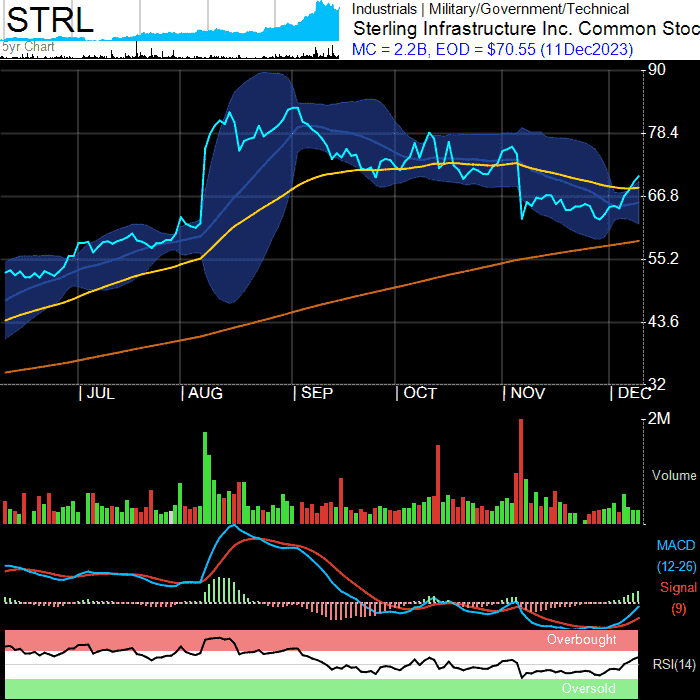 STRL
5yr Chart
Industrials | Military/Government/Technical
Sterling Infrastructure Inc. Common Stoc
MC = 2.2B, EOD = $70.55 (11Dec2023)
90
78.4
66.8
55.2
43.6
32
JUL AUG SEP OCT NOV DEC
2M
Volume
MACD
(12-26)
Signal
(9)
Overbought
RSI(14)
Oversold